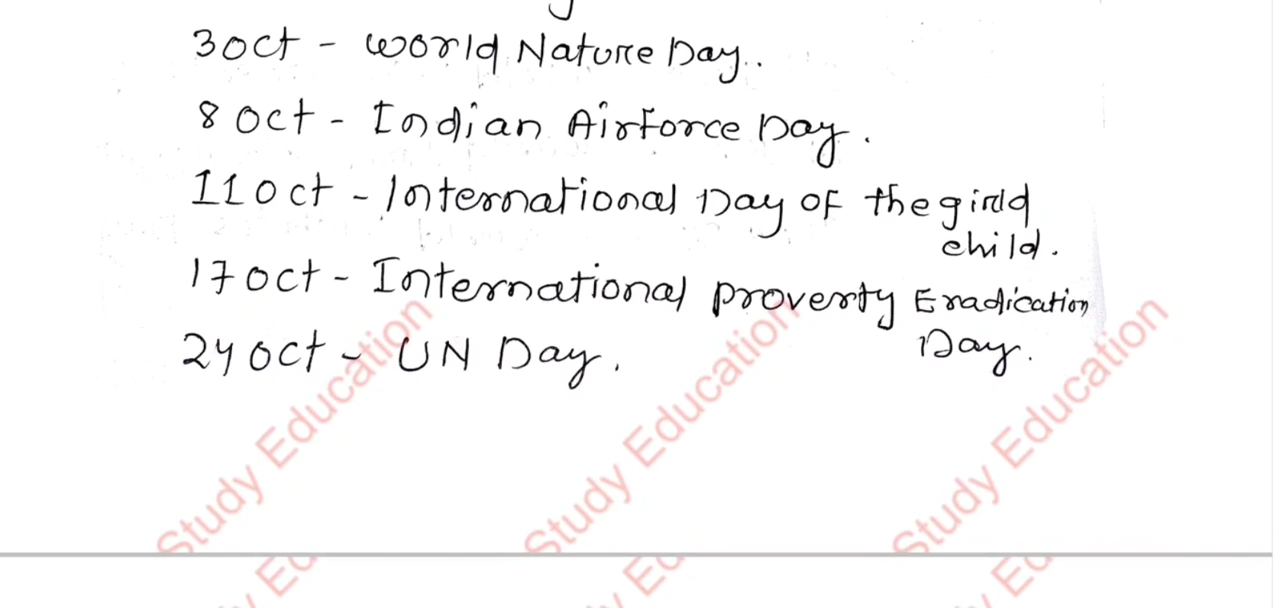 3 oct - World Nature Day.
8 oct - Indian Airforce Day.
11 oct - International Day of the girld
child.
17 oct - International proverty Eradication
Day.
24 oct - UN Day.
Study Education
Study Education
Study Education